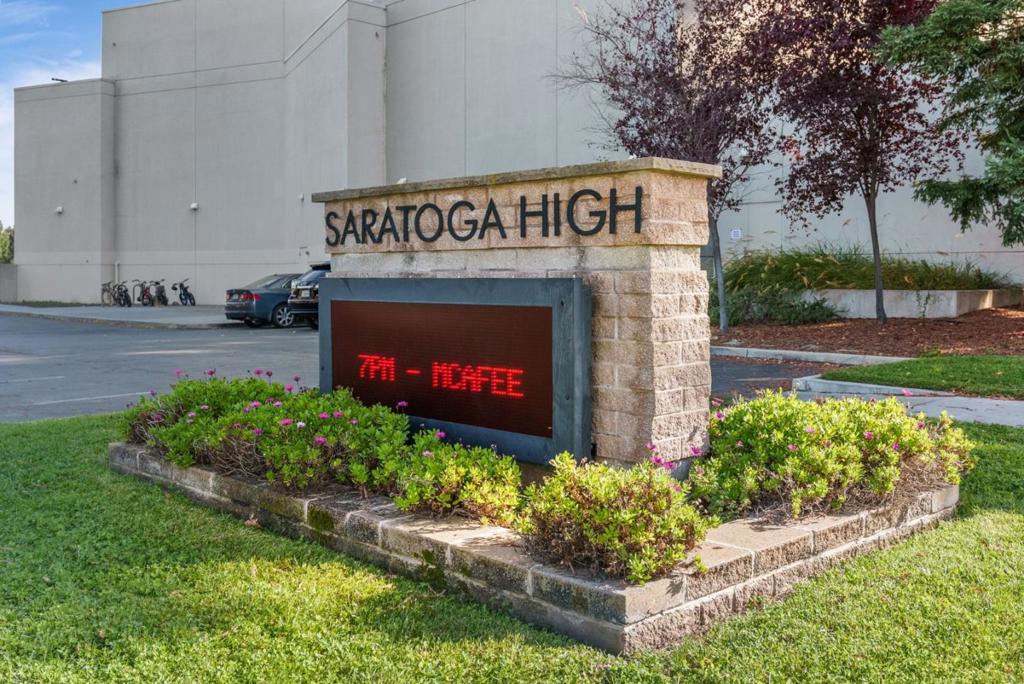 SARATOGA HIGH
7PM - MCAFEE